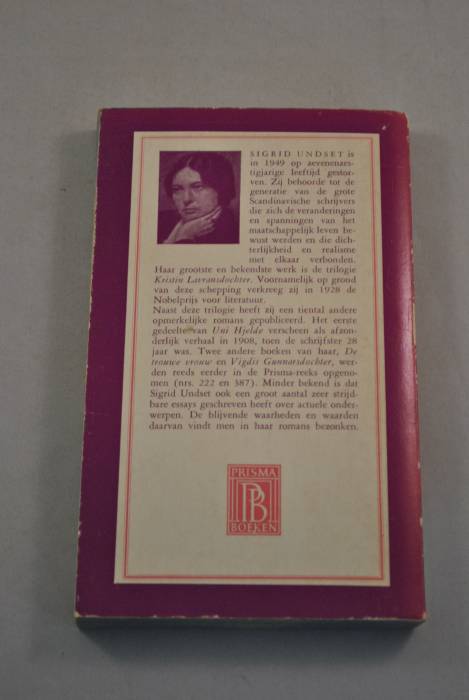 SIGRID UNDSET is
in 1949 op zevenenzes-
tigjarige leeftijd gestor-
ven. Zij behoorde tot de
generatie van de grote
Scandinavische schrijvers
die zich de veranderingen
en spanningen van het
maatschappelijk leven be-
wust werden en die dich-
terlijkheid en realisme
met elkaar verbonden.
Haar grootste en bekendste werk is de trilogie
Kristin Lavransdochter. Voornamelijk op grond
van deze schepping verkreeg zij in 1928 de
Nobelprijs voor literatuur.
Naast deze trilogie heeft zij een tiental andere
opmerkelijke romans gepubliceerd. Het eerste
gedeelte van Uni Hjelde verscheen als afzon-
derlijk verhaal in 1908, toen de schrijfster 28
jaar was. Twee andere boeken van haar, De
trouwe vrouw en Vigdis Gunnarsdochter, wer-
den reeds eerder in de Prisma-reeks opgeno-
men (nrs. 222 en 387). Minder bekend is dat
Sigrid Undset ook een groot aantal zeer strijd-
bare essays geschreven heeft over actuele onder-
werpen. De blijvende waarheden en waarden
daarvan vindt men in haar romans bezonken.
PRISMA
PB
BOEKEN